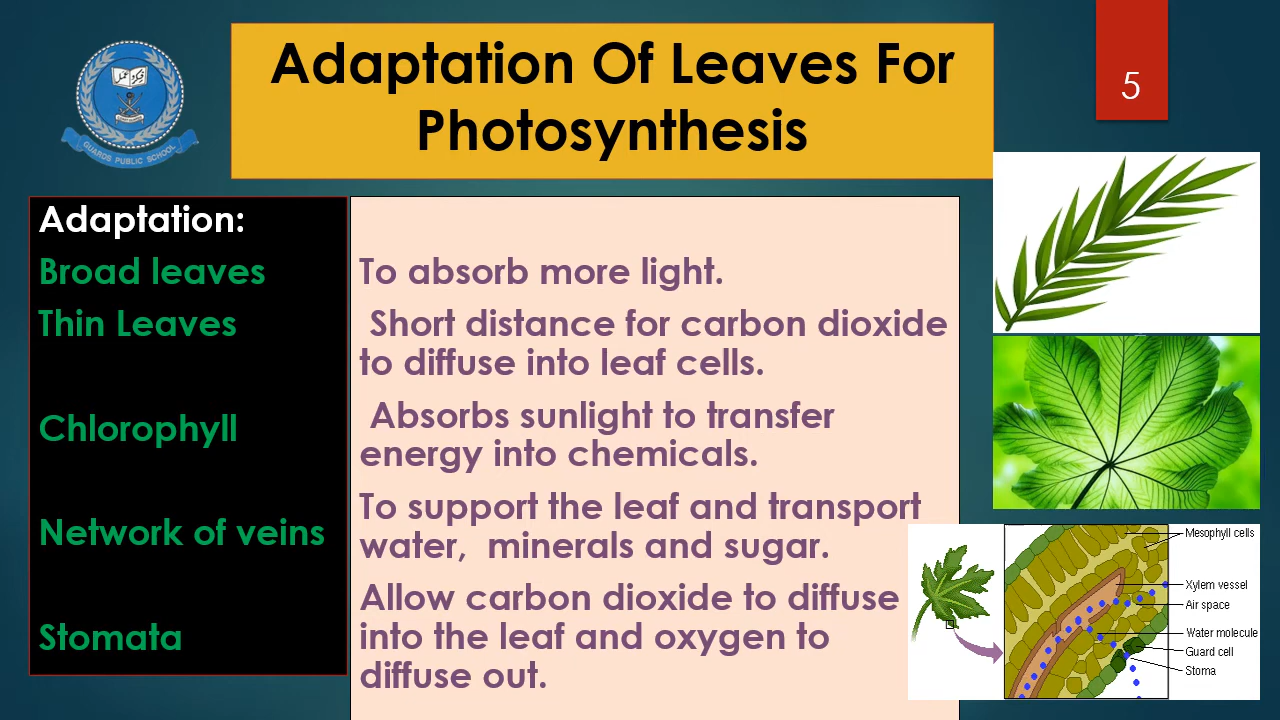 Adaptation Of Leaves For
Photosynthesis
5
GUARDS PUBLIC SCHOOL
Adaptation:
Broad leaves
To absorb more light.
Thin Leaves
Short distance for carbon dioxide
to diffuse into leaf cells.
Chlorophyll
Absorbs sunlight to transfer
energy into chemicals.
Network of veins
To support the leaf and transport
water, minerals and sugar.
Stomata
Allow carbon dioxide to diffuse
into the leaf and oxygen to
diffuse out.
Mesophyll cells
Xylem vessel
Air space
Water molecule
Guard cell
Stoma